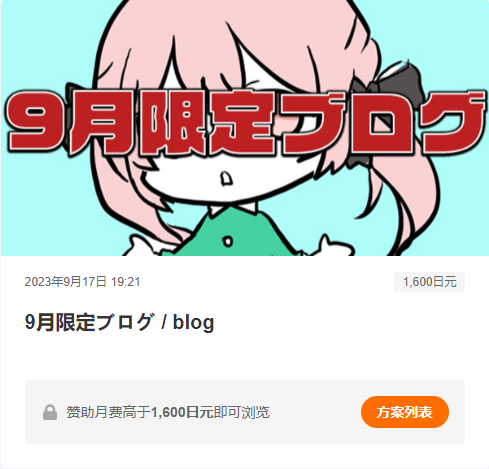 9月限定ブログ
2023年9月17日 19:21
1,600日元
9月限定ブログ / blog
赞助月费高于1,600日元即可浏览
方案列表